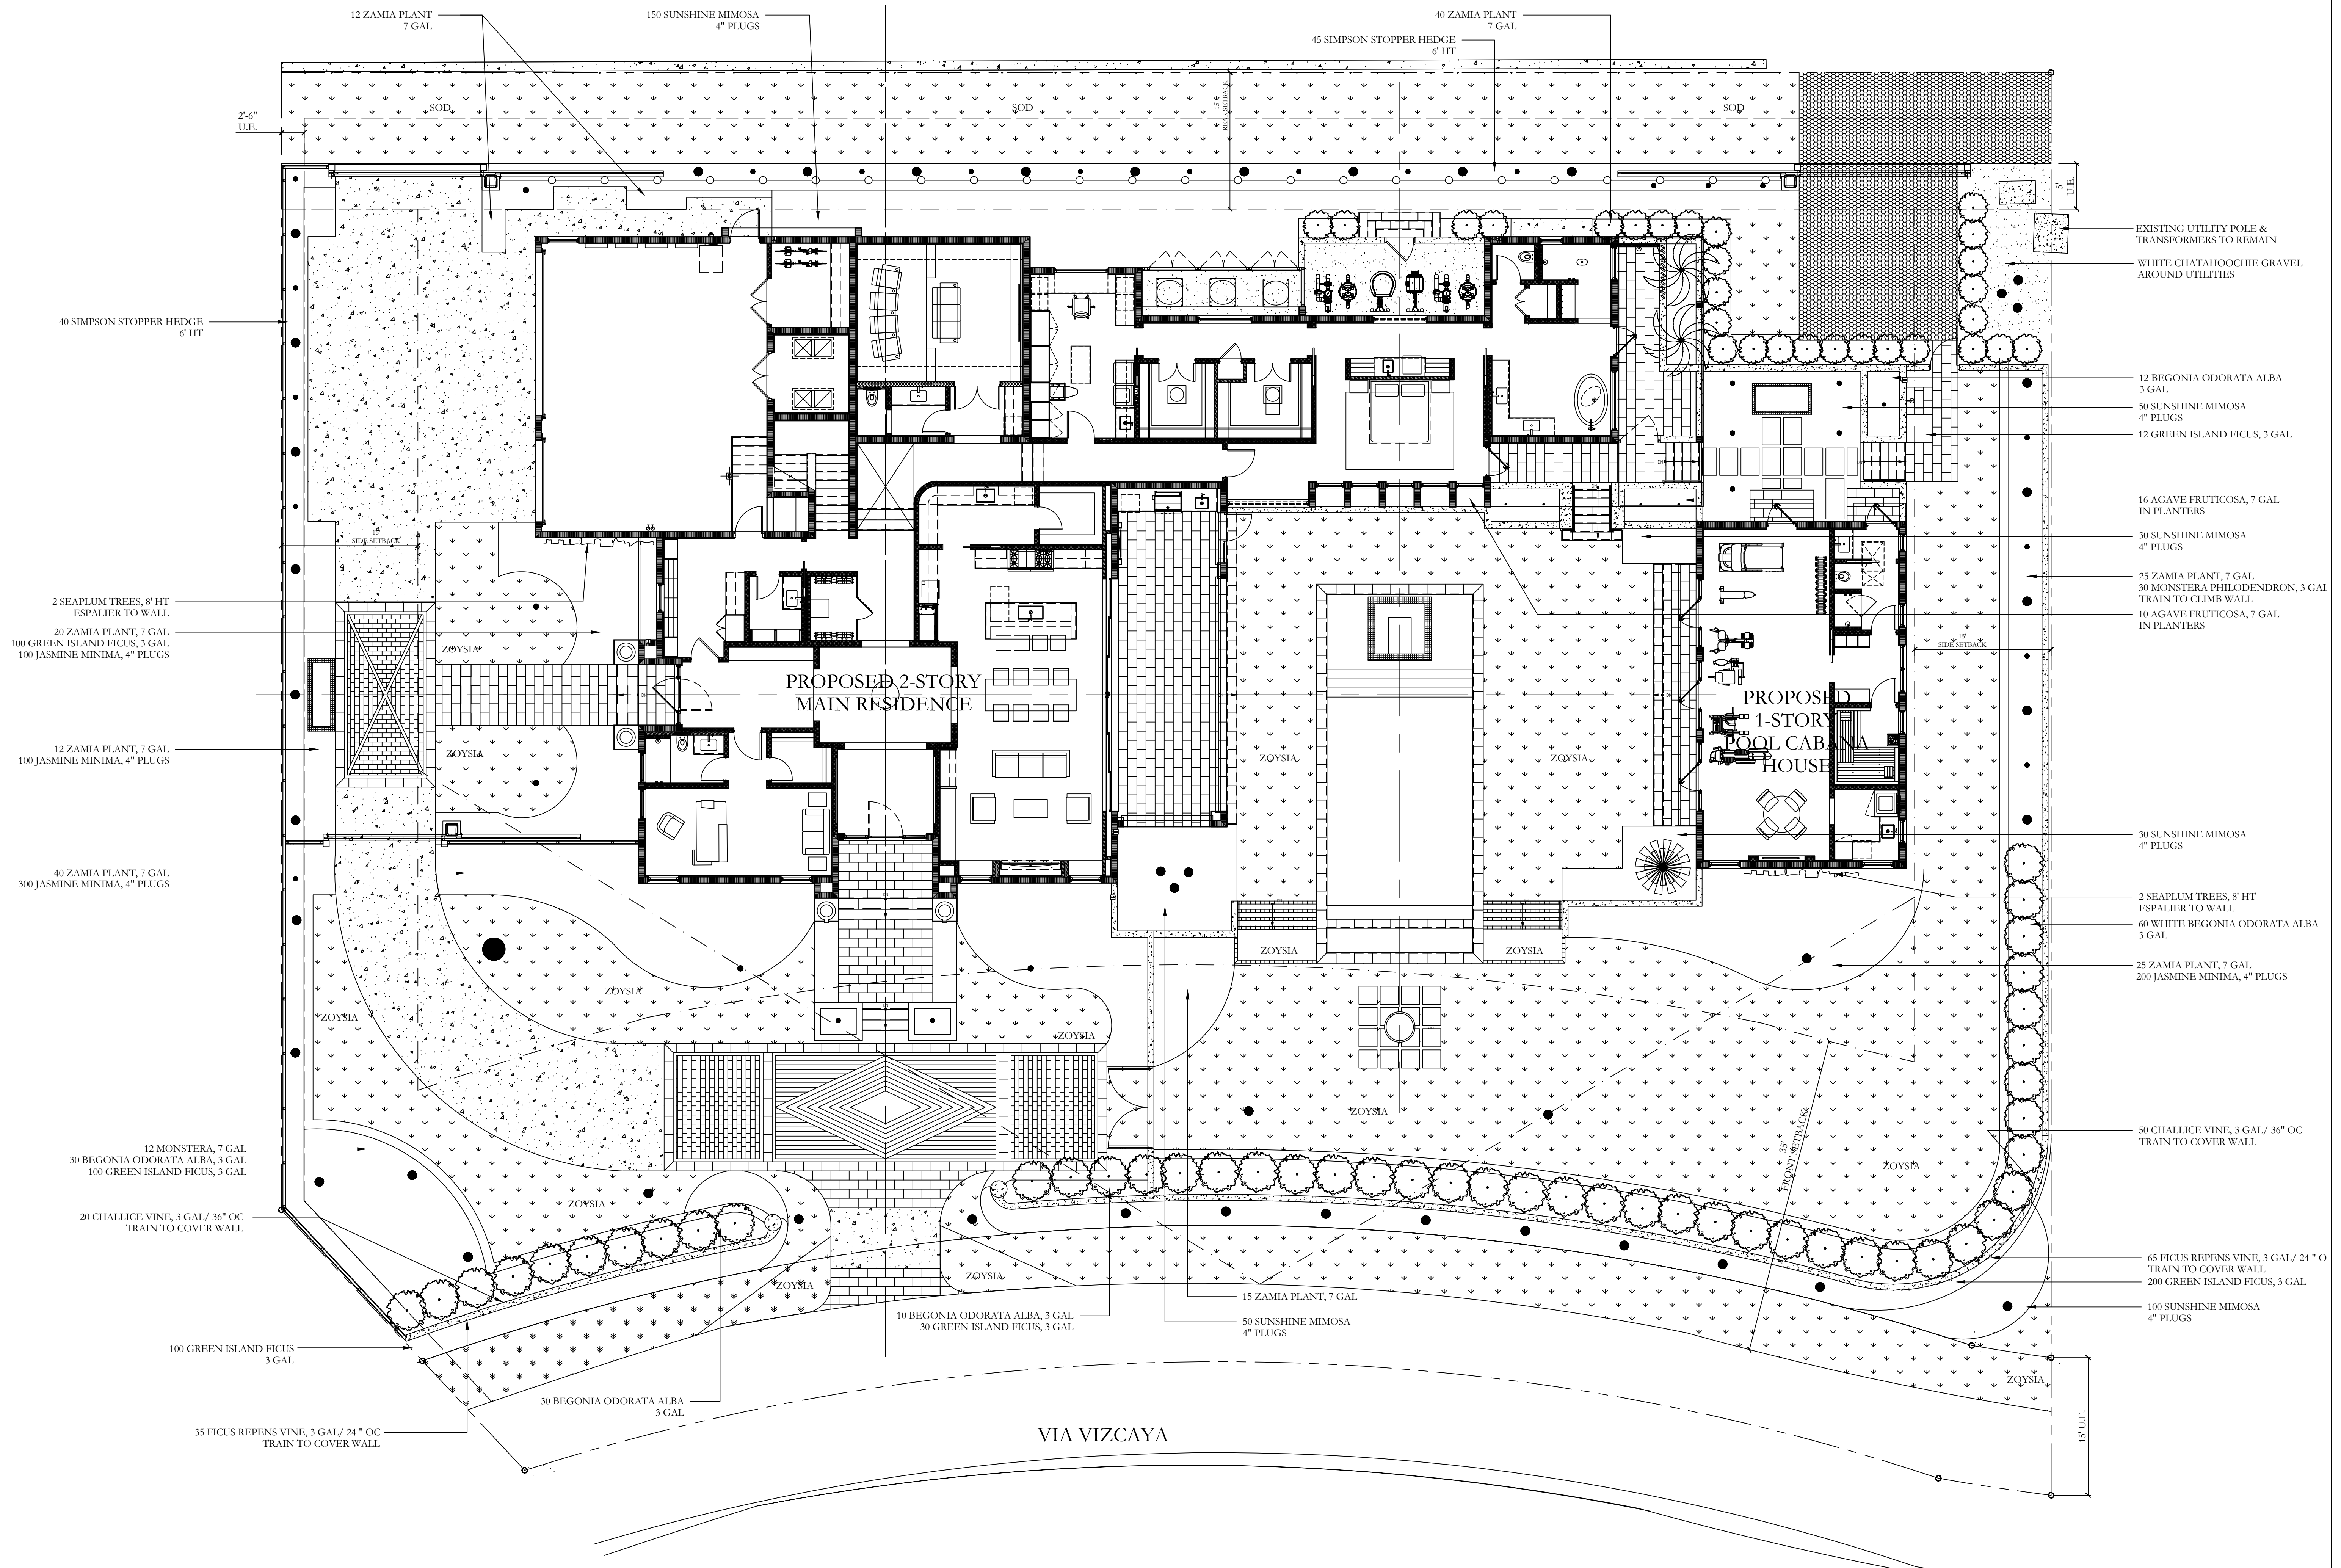 12 ZAMIA PLANT
7 GAL
150 SUNSHINE MIMOSA
4" PLUGS
40 ZAMIA PLANT
7 GAL
45 SIMPSON STOPPER HEDGE
6' HT
SOD
SOD
SOD
2'-6"
U.E.
15'
REAR SETBACK
5'
U.E.
EXISTING UTILITY POLE &
TRANSFORMERS TO REMAIN
WHITE CHATAHOOCHIE GRAVEL
AROUND UTILITIES
40 SIMPSON STOPPER HEDGE
6' HT
12 BEGONIA ODORATA ALBA
3 GAL
50 SUNSHINE MIMOSA
4" PLUGS
12 GREEN ISLAND FICUS, 3 GAL
16 AGAVE FRUTICOSA, 7 GAL
IN PLANTERS
30 SUNSHINE MIMOSA
4" PLUGS
SIDE SETBACK
25 ZAMIA PLANT, 7 GAL
30 MONSTERA PHILODENDRON, 3 GAL
TRAIN TO CLIMB WALL
10 AGAVE FRUTICOSA, 7 GAL
IN PLANTERS
2 SEAPLUM TREES, 8' HT
ESPALIER TO WALL
20 ZAMIA PLANT, 7 GAL
100 GREEN ISLAND FICUS, 3 GAL
100 JASMINE MINIMA, 4" PLUGS
ZOYSIA
15'
SIDE SETBACK
PROPOSED 2-STORY
MAIN RESIDENCE
PROPOSED
1-STORY
POOL CABANA
HOUSE
12 ZAMIA PLANT, 7 GAL
100 JASMINE MINIMA, 4" PLUGS
ZOYSIA
ZOYSIA
ZOYSIA
30 SUNSHINE MIMOSA
4" PLUGS
40 ZAMIA PLANT, 7 GAL
300 JASMINE MINIMA, 4" PLUGS
2 SEAPLUM TREES, 8' HT
ESPALIER TO WALL
60 WHITE BEGONIA ODORATA ALBA
3 GAL
ZOYSIA
ZOYSIA
25 ZAMIA PLANT, 7 GAL
200 JASMINE MINIMA, 4" PLUGS
ZOYSIA
ZOYSIA
ZOYSIA
ZOYSIA
35'
FRONT SETBACK
50 CHALLICE VINE, 3 GAL/ 36" OC
TRAIN TO COVER WALL
12 MONSTERA, 7 GAL
30 BEGONIA ODORATA ALBA, 3 GAL
100 GREEN ISLAND FICUS, 3 GAL
ZOYSIA
ZOYSIA
20 CHALLICE VINE, 3 GAL/ 36" OC
TRAIN TO COVER WALL
65 FICUS REPENS VINE, 3 GAL/ 24 " O
TRAIN TO COVER WALL
200 GREEN ISLAND FICUS, 3 GAL
ZOYSIA
ZOYSIA
15 ZAMIA PLANT, 7 GAL
100 SUNSHINE MIMOSA
4" PLUGS
10 BEGONIA ODORATA ALBA, 3 GAL
30 GREEN ISLAND FICUS, 3 GAL
50 SUNSHINE MIMOSA
4" PLUGS
100 GREEN ISLAND FICUS
3 GAL
ZOYSIA
30 BEGONIA ODORATA ALBA
3 GAL
15' U.E.
35 FICUS REPENS VINE, 3 GAL/ 24 " OC
TRAIN TO COVER WALL
VIA VIZCAYA